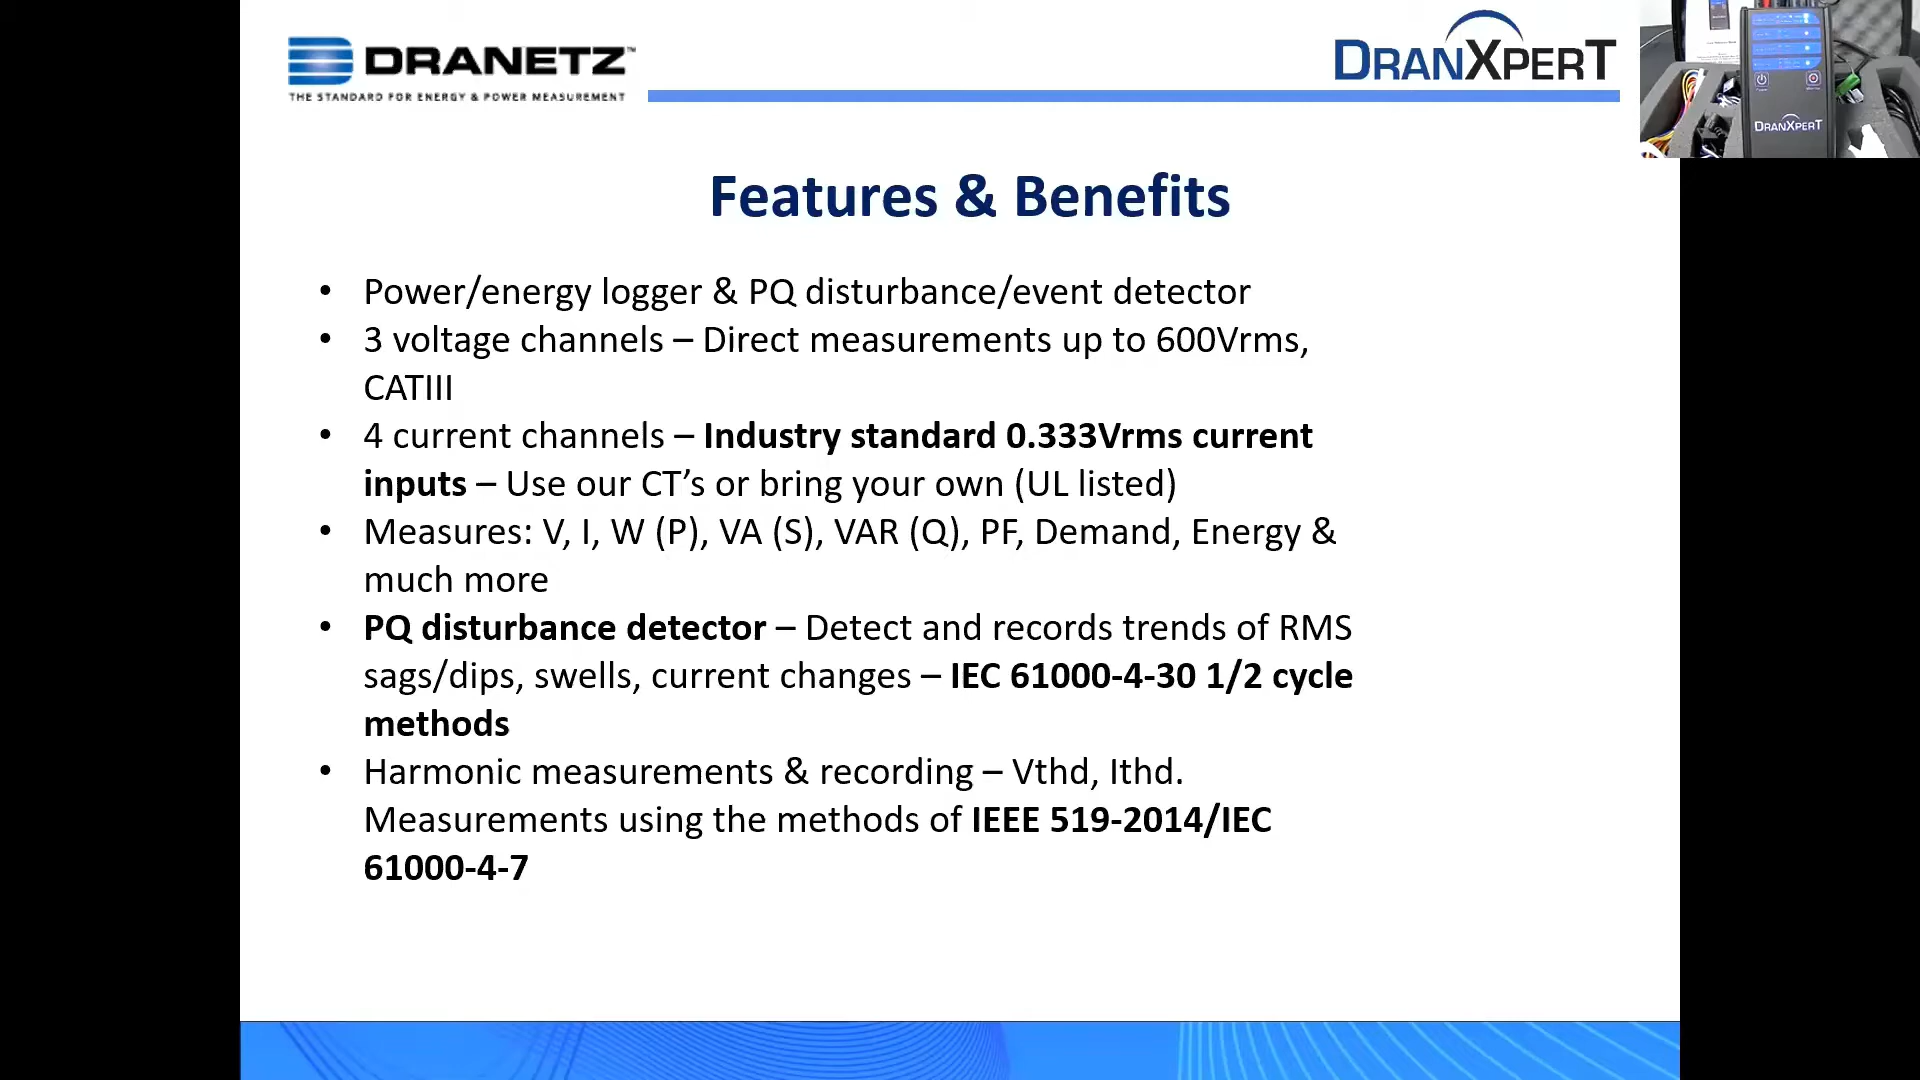 DRANETZ™
THE STANDARD FOR ENERGY & POWER MEASUREMENT
DRANXPERT
DRANXPERT
Features & Benefits
• Power/energy logger & PQ disturbance/event detector
• 3 voltage channels – Direct measurements up to 600Vrms,
CATIII
• 4 current channels – Industry standard 0.333Vrms current
inputs – Use our CT’s or bring your own (UL listed)
• Measures: V, I, W (P), VA (S), VAR (Q), PF, Demand, Energy &
much more
• PQ disturbance detector – Detect and records trends of RMS
sags/dips, swells, current changes – IEC 61000-4-30 1/2 cycle
methods
• Harmonic measurements & recording – Vthd, Ithd.
Measurements using the methods of IEEE 519-2014/IEC
61000-4-7